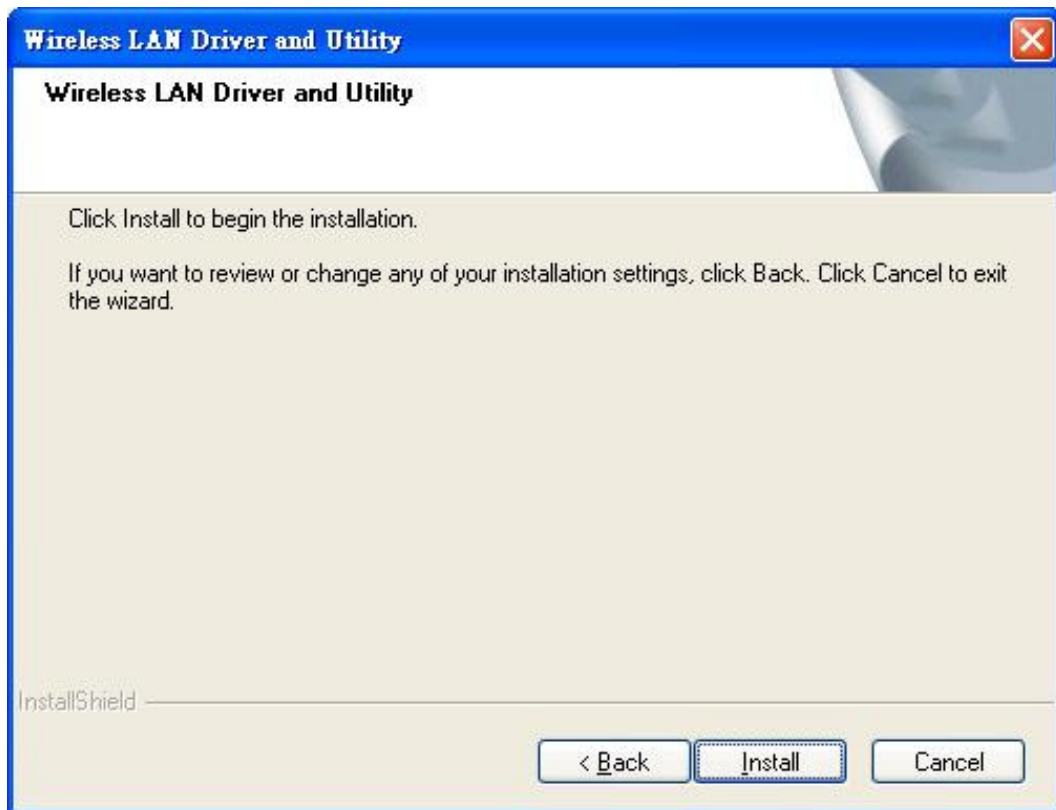 Wireless LAN Driver and Utility
Wireless LAN Driver and Utility
Click Install to begin the installation.
If you want to review or change any of your installation settings, click Back. Click Cancel to exit
the wizard.
InstallShield
< Back
Install
Cancel